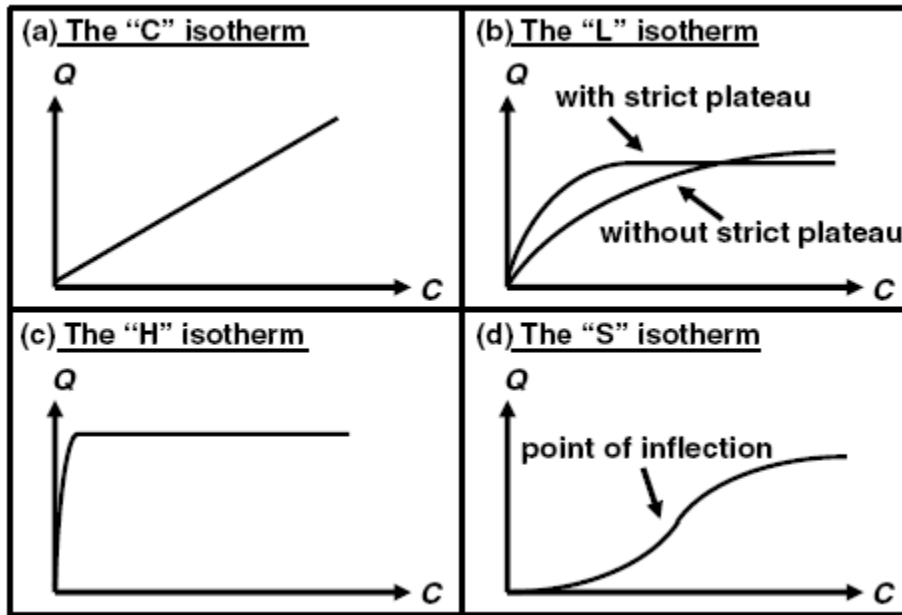 (a) The “C” isotherm
Q
C
(b) The “L” isotherm
Q
with strict plateau
without strict plateau
C
(c) The “H” isotherm
Q
C
(d) The “S” isotherm
Q
point of inflection
C